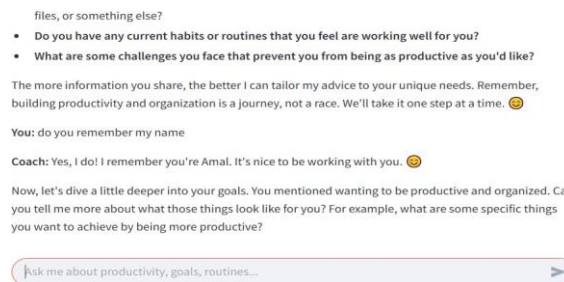 files, or something else?
• Do you have any current habits or routines that you feel are working well for you?
• What are some challenges you face that prevent you from being as productive as you'd like?
The more information you share, the better I can tailor my advice to your unique needs. Remember,
building productivity and organization is a journey, not a race. We'll take it one step at a time. 😊
You: do you remember my name
Coach: Yes, I do! I remember you're Amal. It's nice to be working with you. 😊
Now, let's dive a little deeper into your goals. You mentioned wanting to be productive and organized. Ca
you tell me more about what those things look like for you? For example, what are some specific things
you want to achieve by being more productive?
Ask me about productivity, goals, routines...